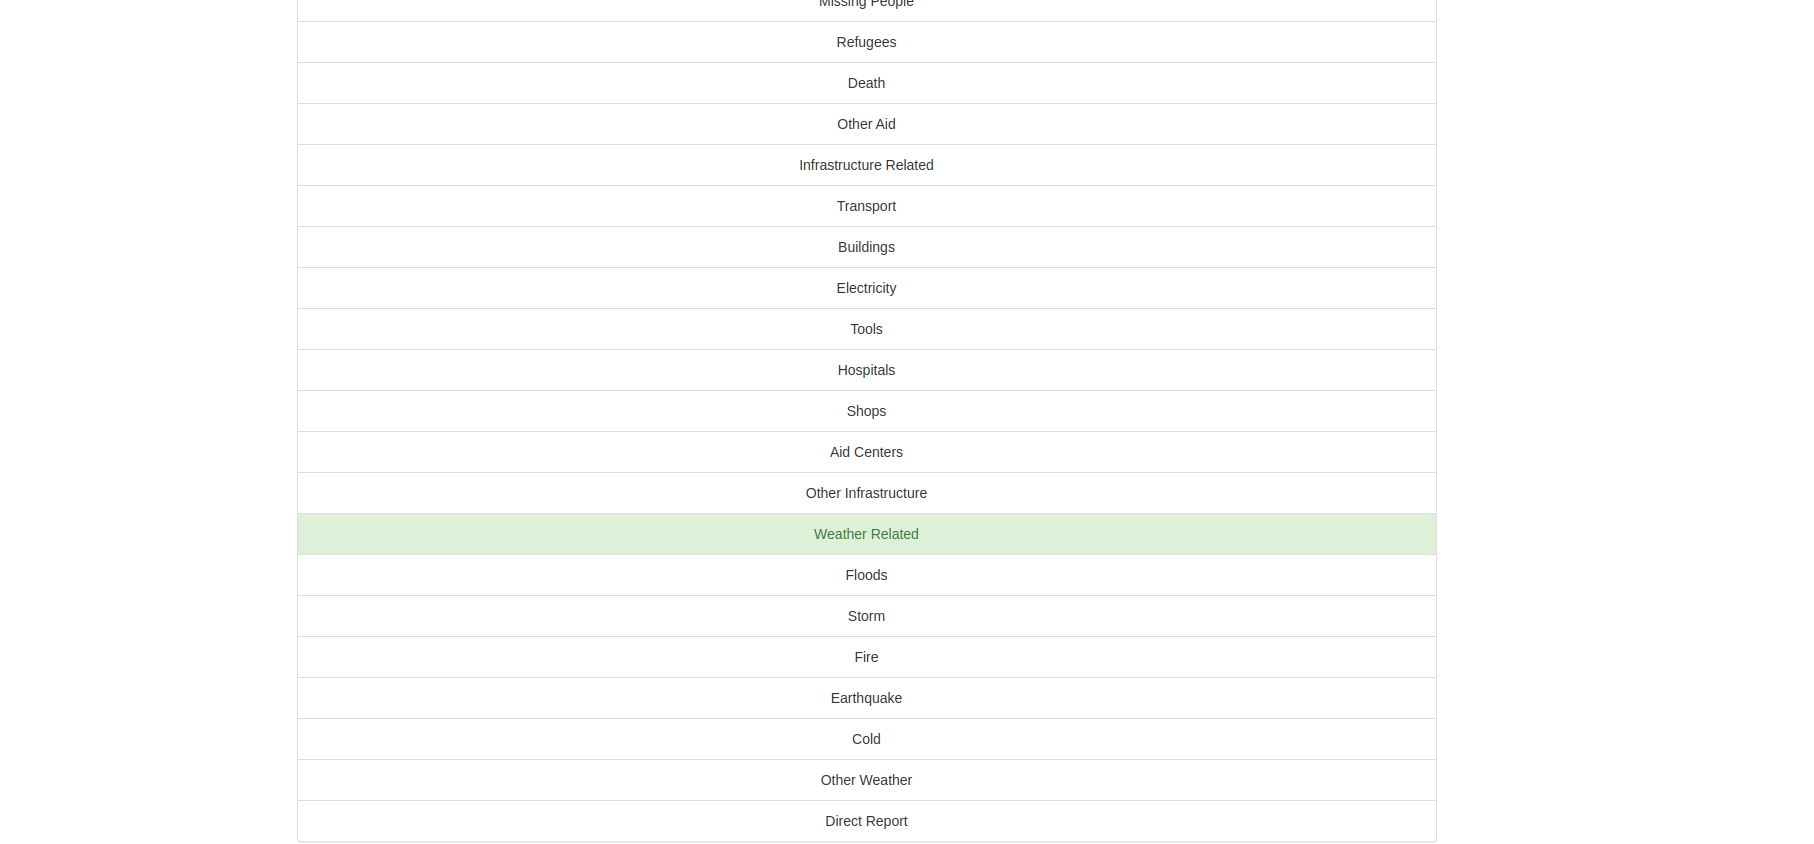 Missing People
Refugees
Death
Other Aid
Infrastructure Related
Transport
Buildings
Electricity
Tools
Hospitals
Shops
Aid Centers
Other Infrastructure
Weather Related
Floods
Storm
Fire
Earthquake
Cold
Other Weather
Direct Report